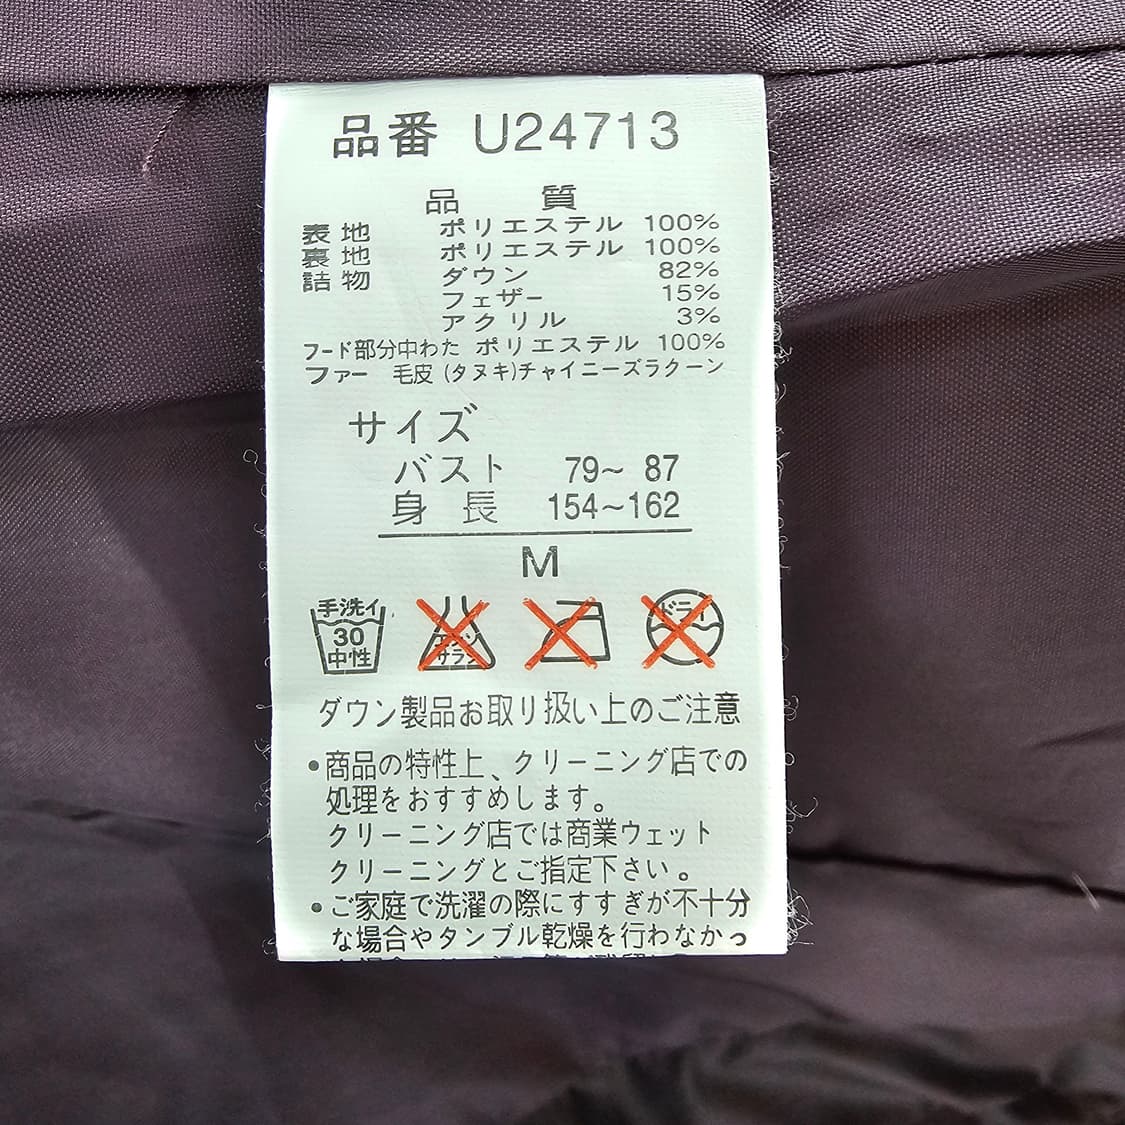 品番 U24713
品 質
表地 ポリエステル 100%
裏地 ポリエステル 100%
詰物 ダウン 82%
フェザー 15%
アクリル 3%
フード部分中わた ポリエステル 100%
ファー 毛皮 (タヌキ)チャイニーズラクーン
サイズ
バスト 79~ 87
身 長 154~162
M
手洗イ
30
中性
エンソ
サラシ
ドライ
ダウン製品お取り扱い上のご注意
•商品の特性上、クリーニング店での
処理をおすすめします。
クリーニング店では商業ウェット
クリーニングとご指定下さい。
•ご家庭で洗濯の際にすすぎが不十分
な場合やタンブル乾燥を行わなかっ